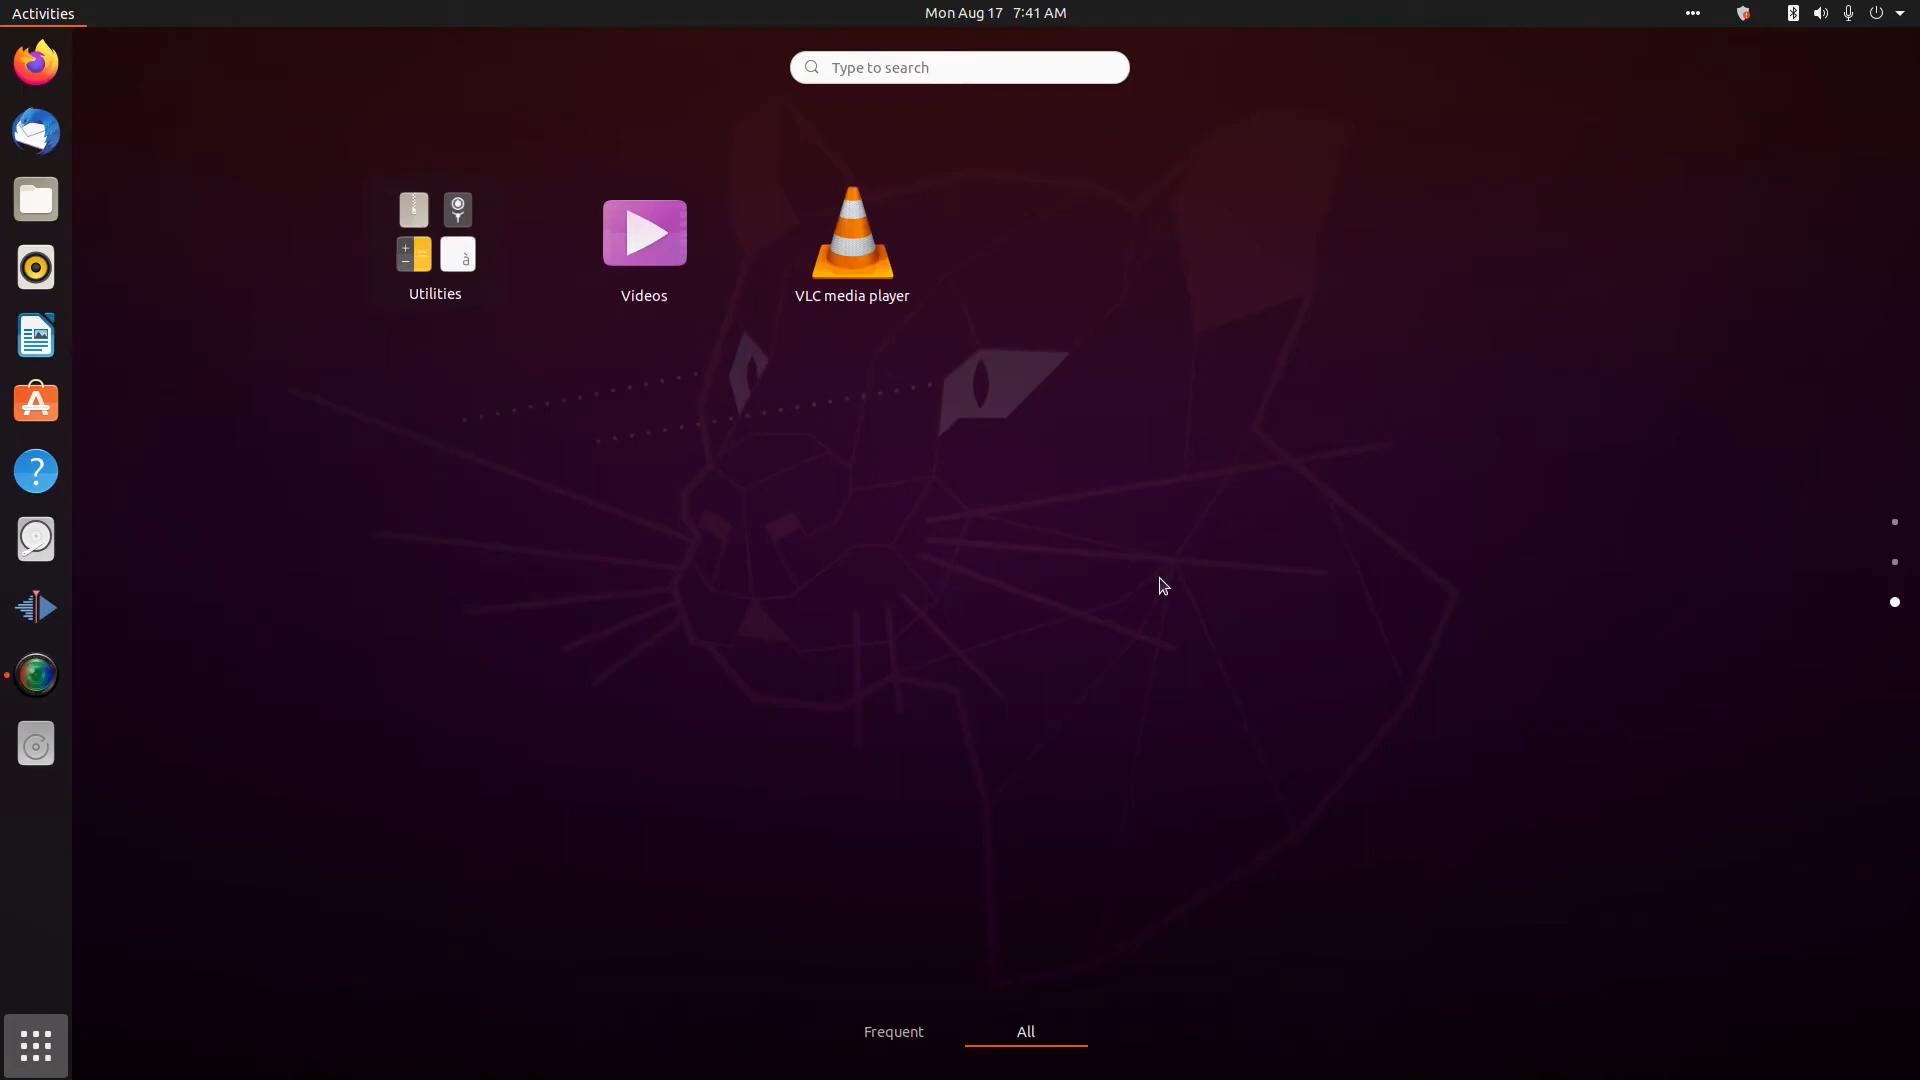 Activities
Mon Aug 17 7:41 AM
Type to search
Utilities
Videos
VLC media player
Frequent
All